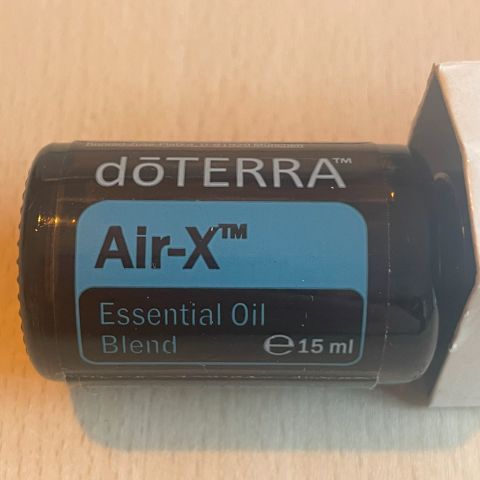 dōTERRA™
Air-X™
Essential Oil
Blend
℮ 15 ml